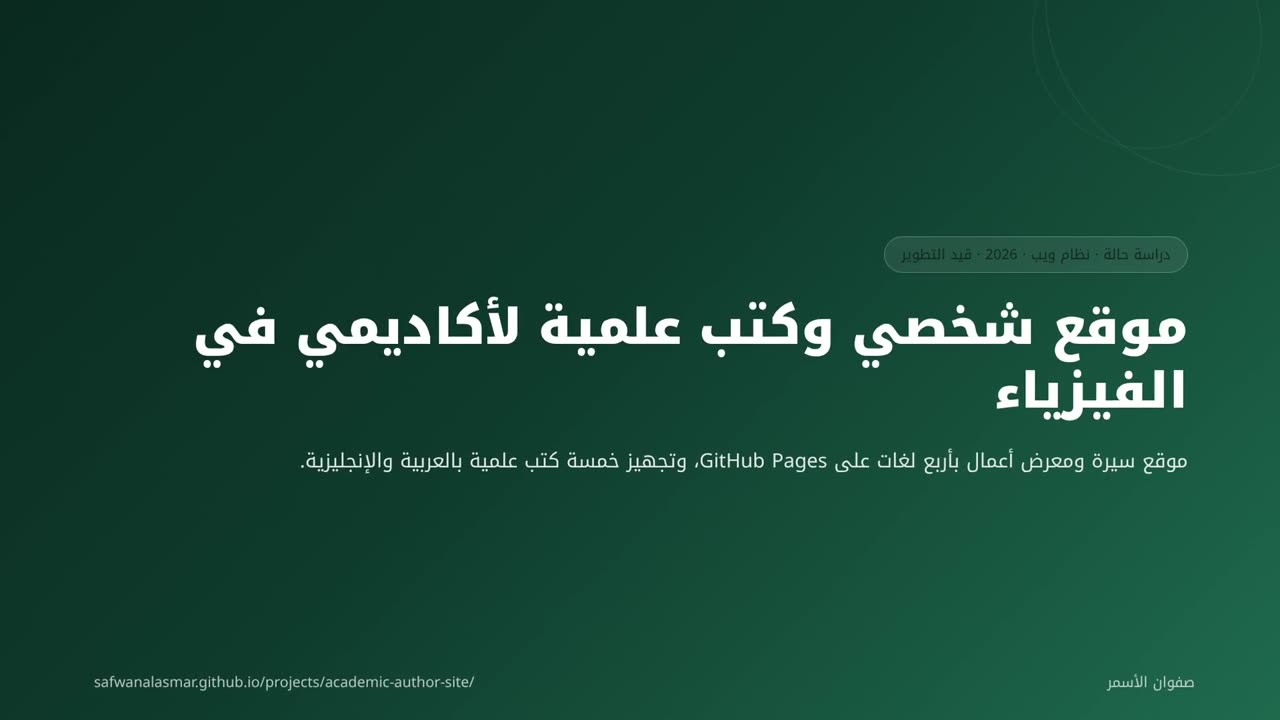 دراسة حالة · نظام ويب · 2026 · قيد التطوير
موقع شخصي وكتب علمية لأكاديمي في
الفيزياء
موقع سيرة ومعرض أعمال بأربع لغات على GitHub Pages، وتجهيز خمسة كتب علمية بالعربية والإنجليزية.
صفوان الأسمر
safwanalasmar.github.io/projects/academic-author-site/